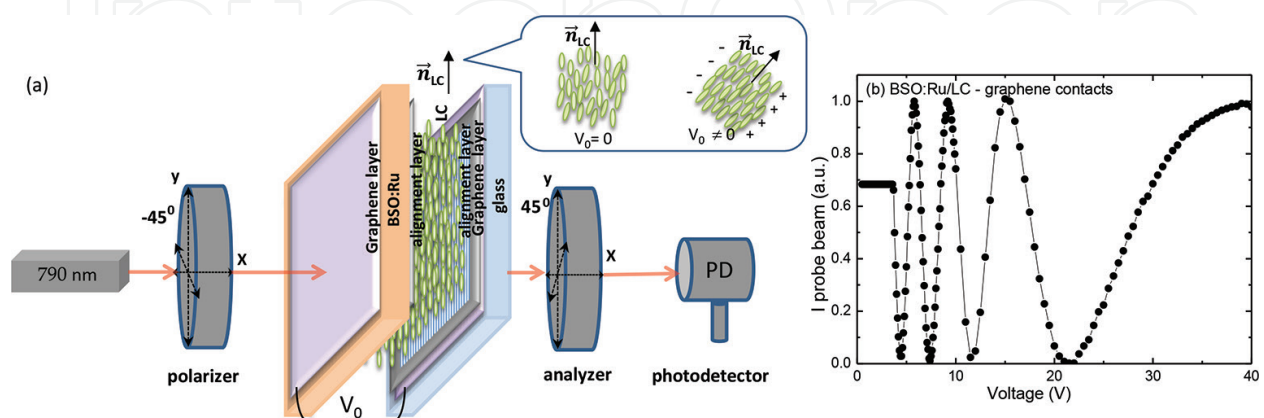 (a)
790 nm
y
-45⁰
x
polarizer
Graphene layer
BSO:Ru
alignment layer
LC
n⃗LC
alignment layer
Graphene layer
glass
V₀
n⃗LC
V₀= 0
n⃗LC
- - - -
+ + + + +
V₀ ≠ 0
y
45⁰
x
analyzer
PD
photodetector
(b) BSO:Ru/LC - graphene contacts
I probe beam (a.u.)
1.0
0.8
0.6
0.4
0.2
0.0
0 10 20 30 40
Voltage (V)